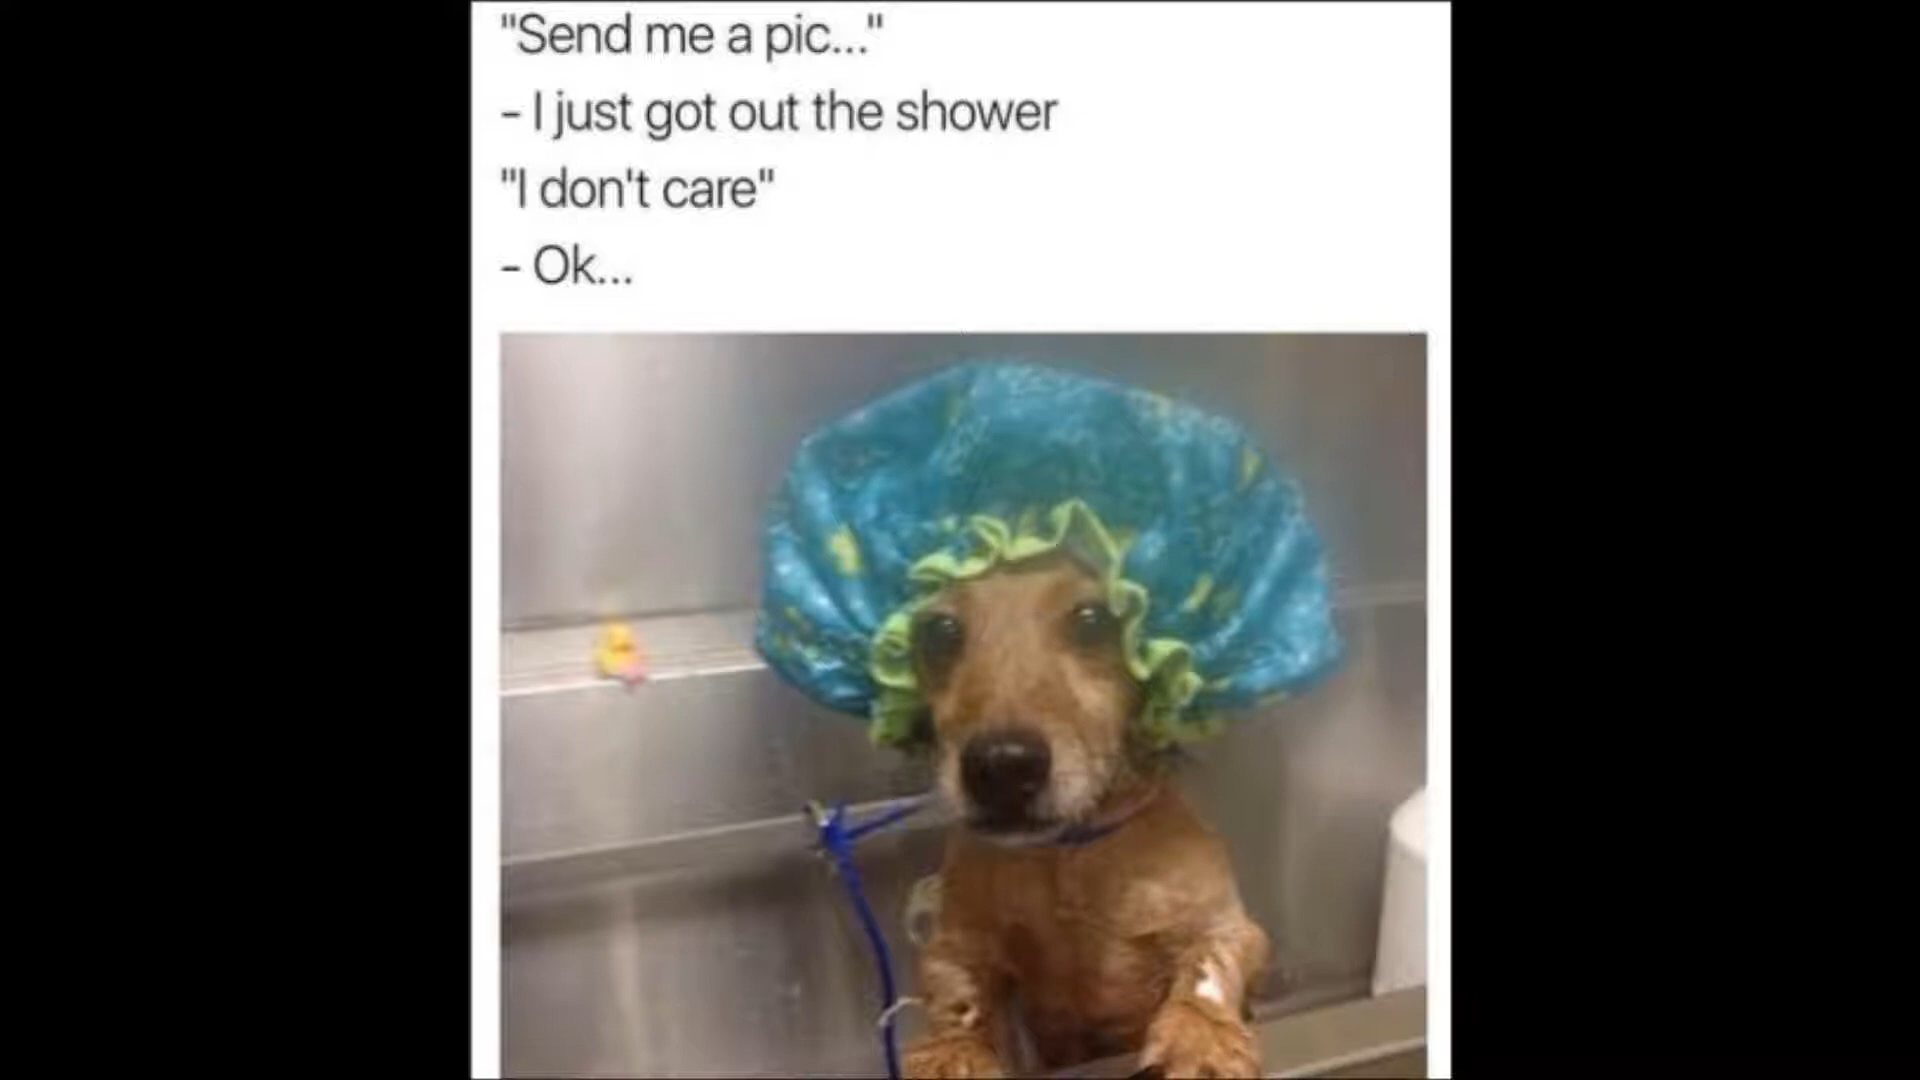 "Send me a pic..."
- I just got out the shower
"I don't care"
- Ok...